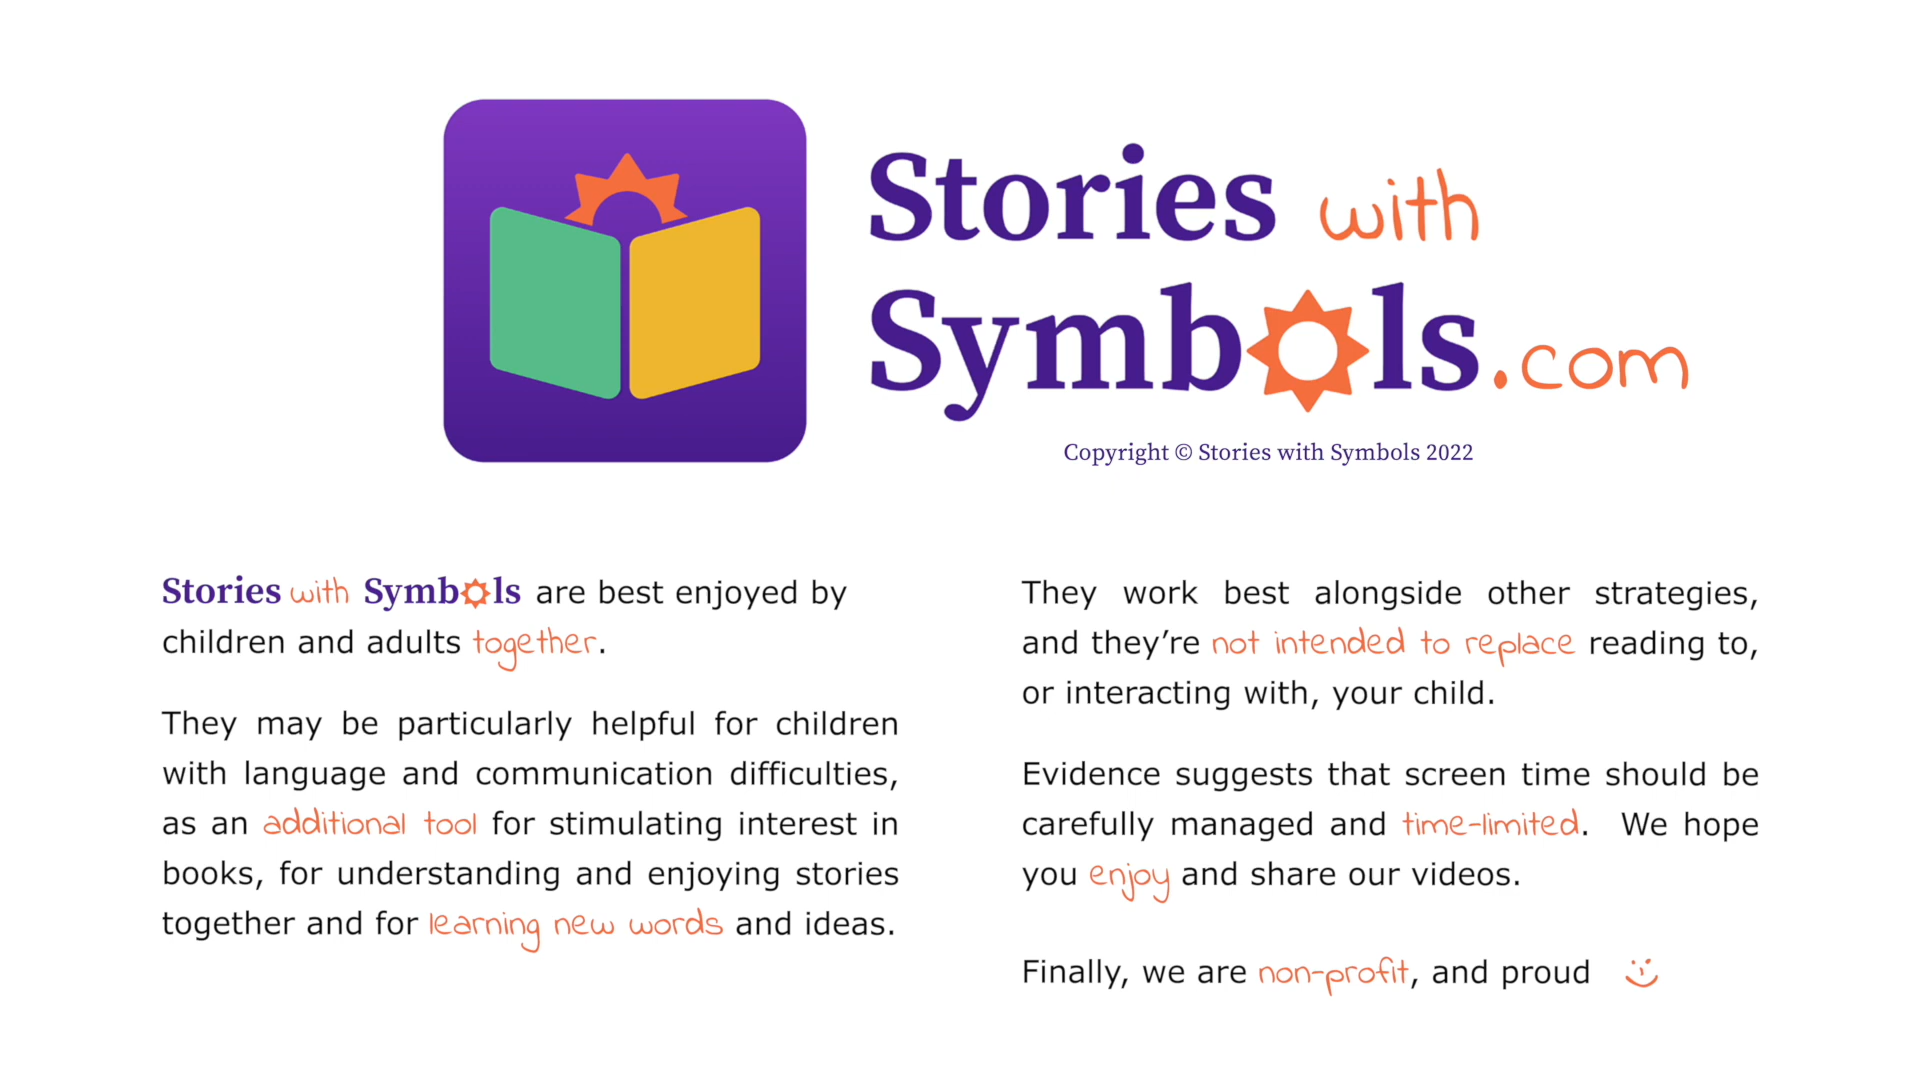 Stories with
Symbols.com
Copyright © Stories with Symbols 2022
Stories with Symbols are best enjoyed by
children and adults together.
They may be particularly helpful for children
with language and communication difficulties,
as an additional tool for stimulating interest in
books, for understanding and enjoying stories
together and for learning new words and ideas.
They work best alongside other strategies,
and they’re not intended to replace reading to,
or interacting with, your child.
Evidence suggests that screen time should be
carefully managed and time-limited. We hope
you enjoy and share our videos.
Finally, we are non-profit, and proud